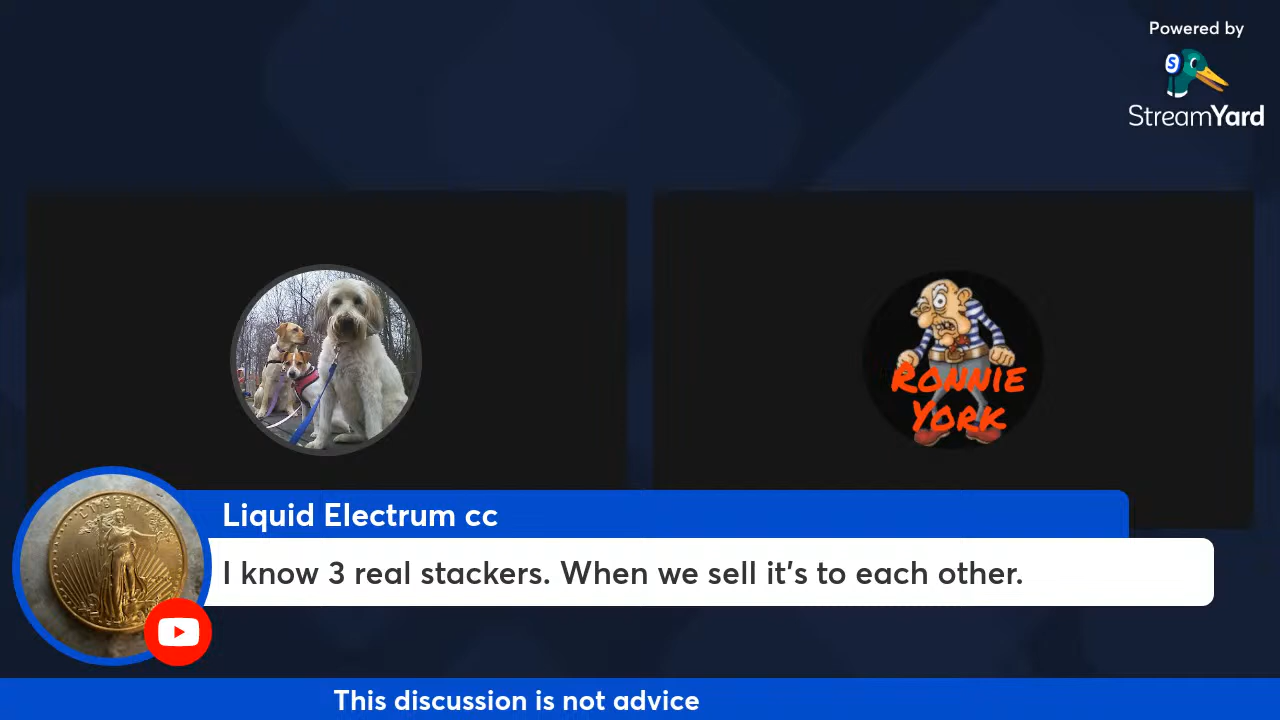 Powered by
S
StreamYard
RONNIE
YORK
LIBERTY
Liquid Electrum cc
I know 3 real stackers. When we sell it's to each other.
This discussion is not advice